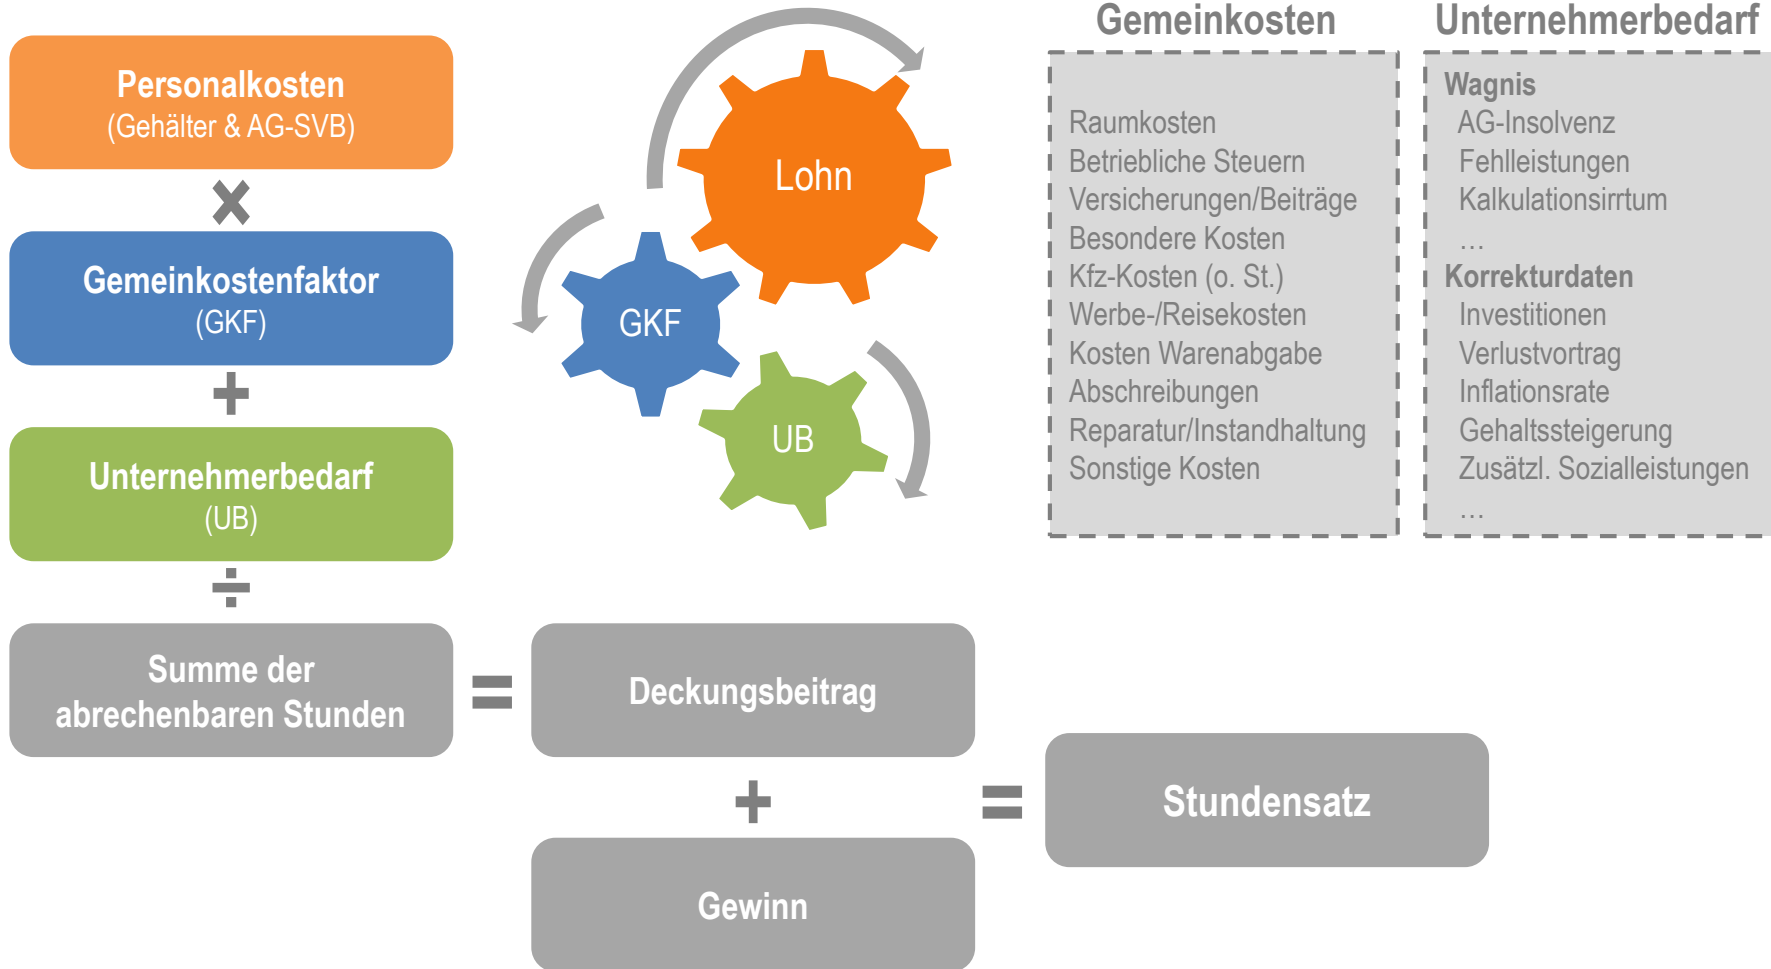 Personalkosten
(Gehälter & AG-SVB)
×
Gemeinkostenfaktor
(GKF)
+
Unternehmerbedarf
(UB)
÷
Summe der
abrechenbaren Stunden
=
Deckungsbeitrag
+
Gewinn
=
Stundensatz
Lohn
GKF
UB
Gemeinkosten
Raumkosten
Betriebliche Steuern
Versicherungen/Beiträge
Besondere Kosten
Kfz-Kosten (o. St.)
Werbe-/Reisekosten
Kosten Warenabgabe
Abschreibungen
Reparatur/Instandhaltung
Sonstige Kosten
Unternehmerbedarf
Wagnis
AG-Insolvenz
Fehlleistungen
Kalkulationsirrtum
…
Korrekturdaten
Investitionen
Verlustvortrag
Inflationsrate
Gehaltssteigerung
Zusätzl. Sozialleistungen
…